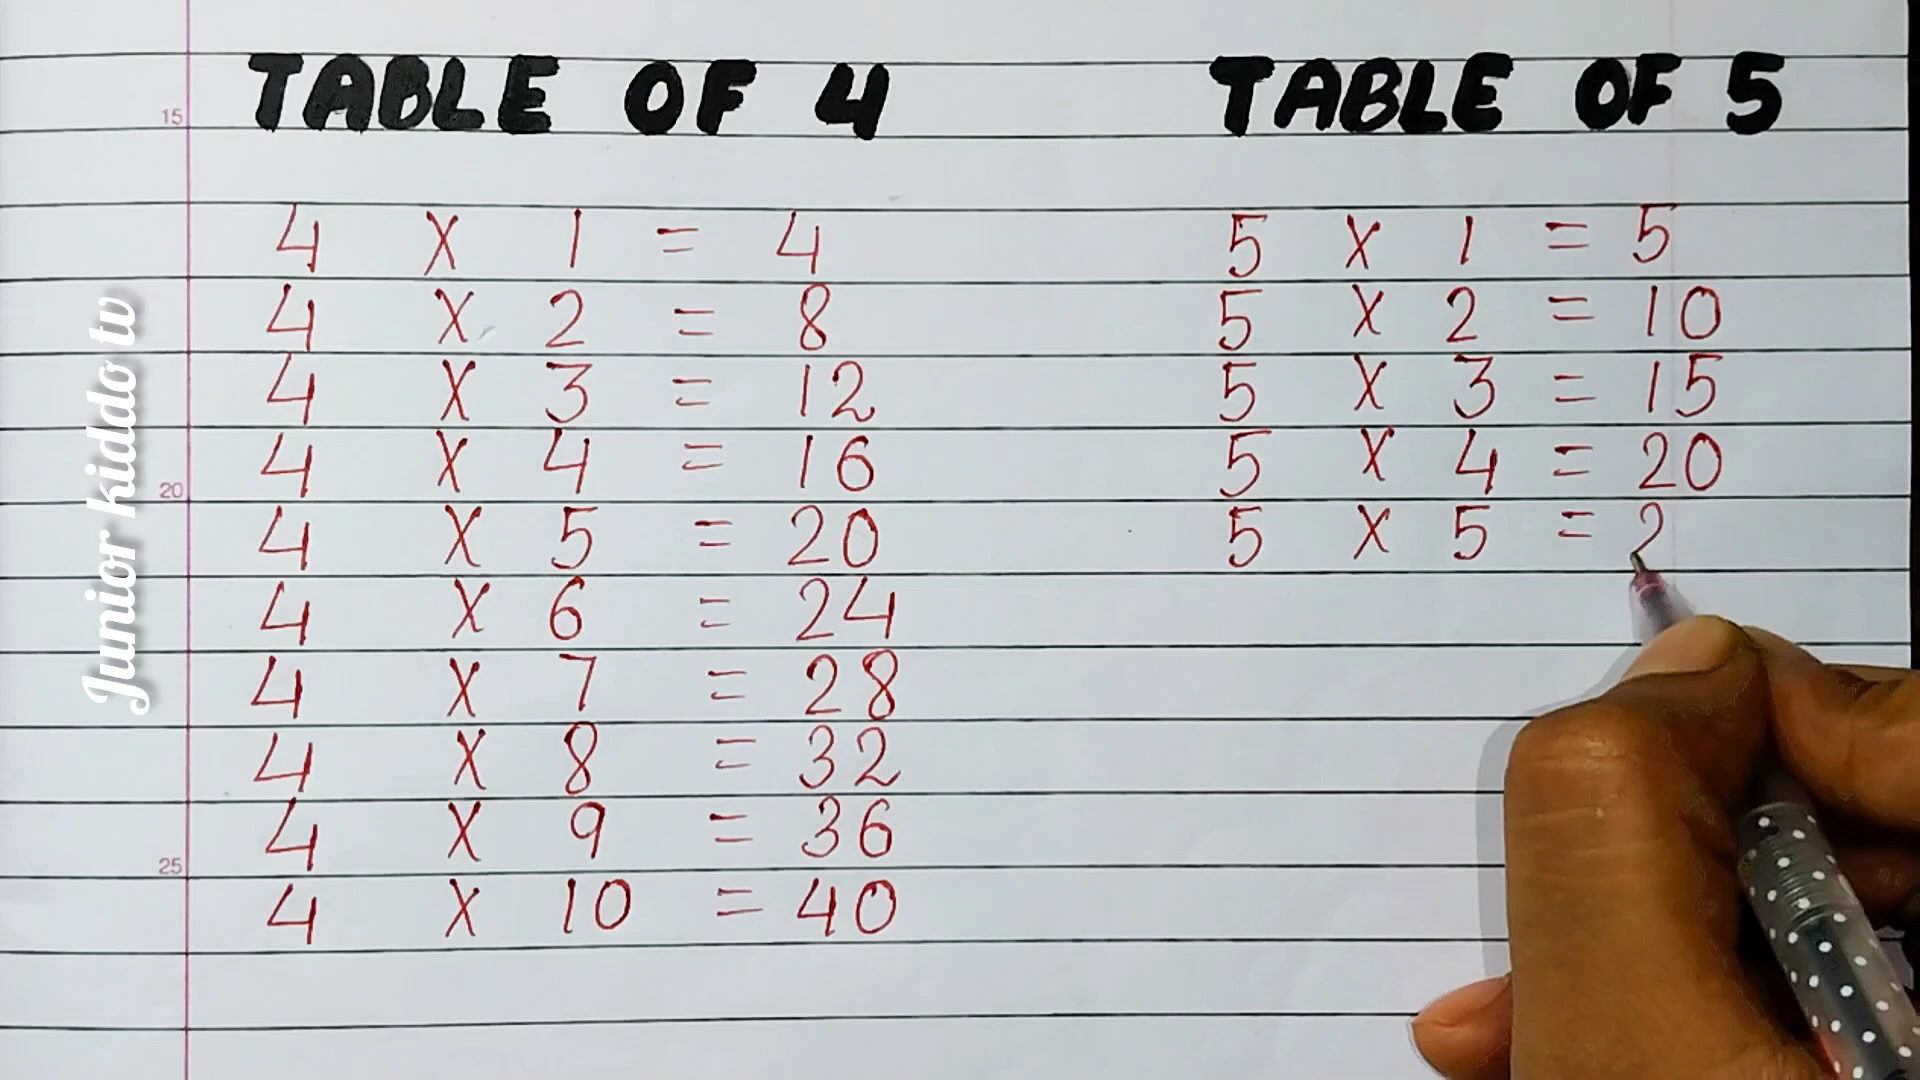 TABLE OF 4
4 X 1 = 4
4 X 2 = 8
4 X 3 = 12
4 X 4 = 16
4 X 5 = 20
4 X 6 = 24
4 X 7 = 28
4 X 8 = 32
4 X 9 = 36
4 X 10 = 40
TABLE OF 5
5 X 1 = 5
5 X 2 = 10
5 X 3 = 15
5 X 4 = 20
5 X 5 = 2
15
20
25
Junior kiddo tv